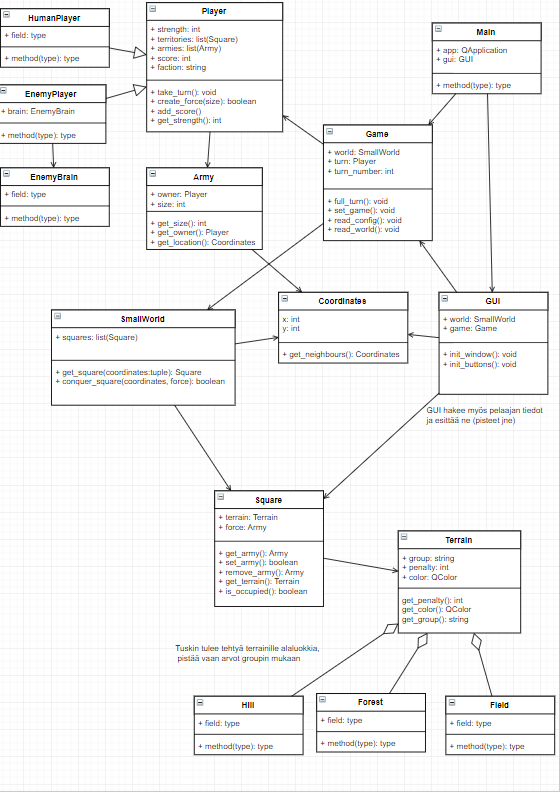 HumanPlayer
+ field: type
+ method(type): type
EnemyPlayer
+ brain: EnemyBrain
+ method(type): type
EnemyBrain
+ field: type
+ method(type): type
Player
+ strength: int
+ territories: list(Square)
+ armies: list(Army)
+ score: int
+ faction: string
+ take_turn(): void
+ create_force(size): boolean
+ add_score()
+ get_strength(): int
Main
+ app: QApplication
+ gui: GUI
+ method(type): type
Game
+ world: SmallWorld
+ turn: Player
+ turn_number: int
+ full_turn(): void
+ set_game(): void
+ read_config(): void
+ read_world(): void
Army
+ owner: Player
+ size: int
+ get_size(): int
+ get_owner(): Player
+ get_location(): Coordinates
SmallWorld
+ squares: list(Square)
+ get_square(coordinates:tuple): Square
+ conquer_square(coordinates, force): boolean
Coordinates
x: int
y: int
+ get_neighbours(): Coordinates
GUI
+ world: SmallWorld
+ game: Game
+ init_window(): void
+ init_buttons(): void
GUI hakee myös pelaajan tiedot
ja esittää ne (pisteet jne)
Square
+ terrain: Terrain
+ force: Army
+ get_army(): Army
+ set_army(): boolean
+ remove_army(): Army
+ get_terrain(): Terrain
+ is_occupied(): boolean
Terrain
+ group: string
+ penalty: int
+ color: QColor
get_penalty(): int
get_color(): QColor
get_group(): string
Tuskin tulee tehtyä terrainille alaluokkia,
pistää vaan arvot groupin mukaan
Hill
+ field: type
+ method(type): type
Forest
+ field: type
+ method(type): type
Field
+ field: type
+ method(type): type